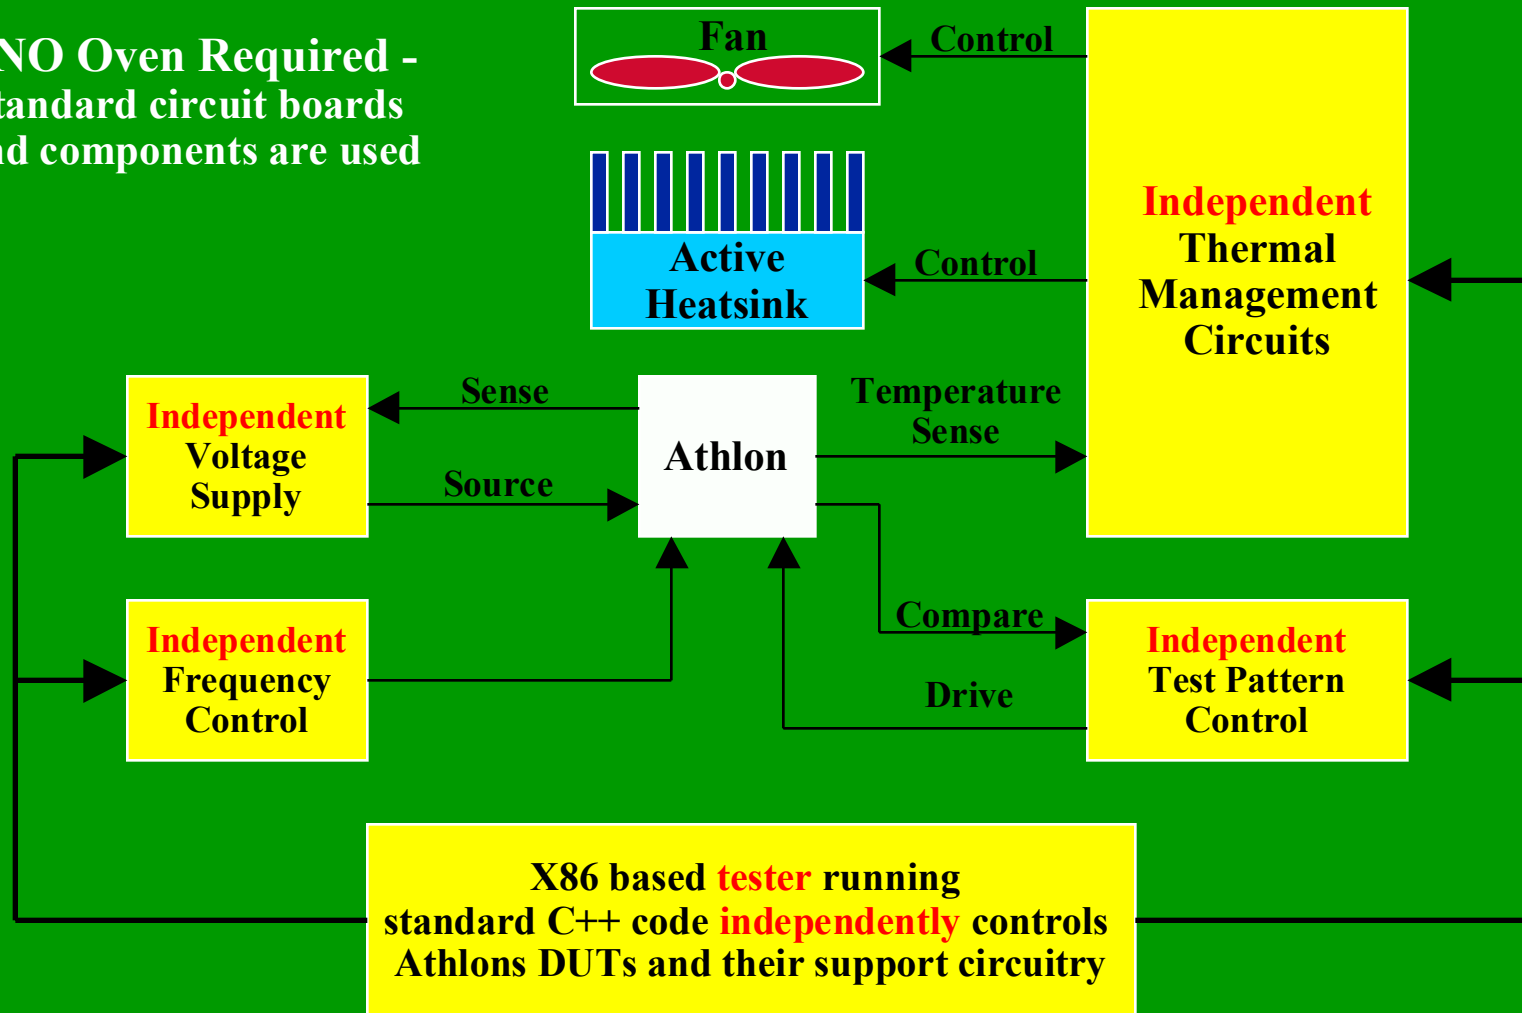 NO Oven Required -
tandard circuit boards
nd components are used
Fan
Control
Active
Heatsink
Control
Independent
Thermal
Management
Circuits
Independent
Voltage
Supply
Sense
Source
Athlon
Temperature
Sense
Independent
Frequency
Control
Compare
Drive
Independent
Test Pattern
Control
X86 based tester running
standard C++ code independently controls
Athlons DUTs and their support circuitry